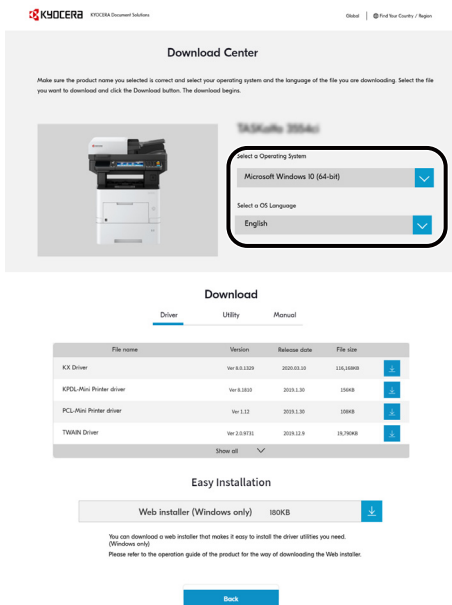 KYOCERA KYOCERA Document Solutions Global Find Your Country / Region
Download Center
Make sure the product name you selected is correct and select your operating system and the language of the file you are downloading. Select the file
you want to download and click the Download button. The download begins.
Select a Operating System
Microsoft Windows 10 (64-bit)
Select a OS Language
English
Download
Driver Utility Manual
File name Version Release date File size
KX Driver Ver 8.0.1329 2020.03.10 116,168KB
KPDL-Mini Printer driver Ver 8.1810 2019.1.30 156KB
PCL-Mini Printer driver Ver 1.12 2019.1.30 108KB
TWAIN Driver Ver 2.0.9731 2019.12.9 19,790KB
Show all
Easy Installation
Web installer (Windows only) 180KB
You can download a web installer that makes it easy to install the driver utilities you need.
(Windows only)
Please refer to the operation guide of the product for the way of downloading the Web installer.
Back